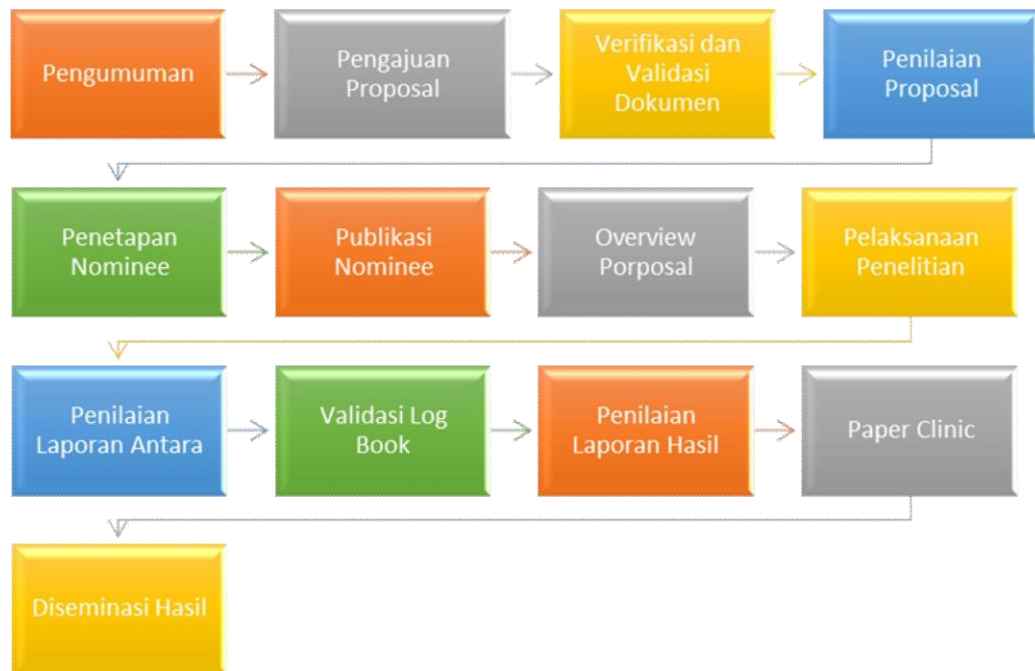 Pengumuman
Pengajuan
Proposal
Verifikasi dan
Validasi
Dokumen
Penilaian
Proposal
Penetapan
Nominee
Publikasi
Nominee
Overview
Porposal
Pelaksanaan
Penelitian
Penilaian
Laporan Antara
Validasi Log
Book
Penilaian
Laporan Hasil
Paper Clinic
Diseminasi Hasil